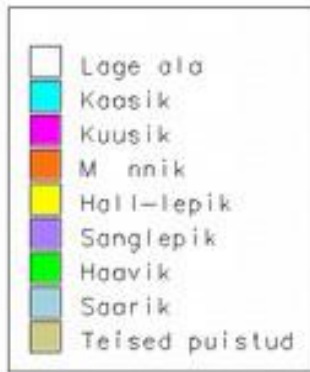 Lage ala
Kaasik
Kuusik
M nnik
Hall-lepik
Sanglepik
Haavik
Saarik
Teised puistud